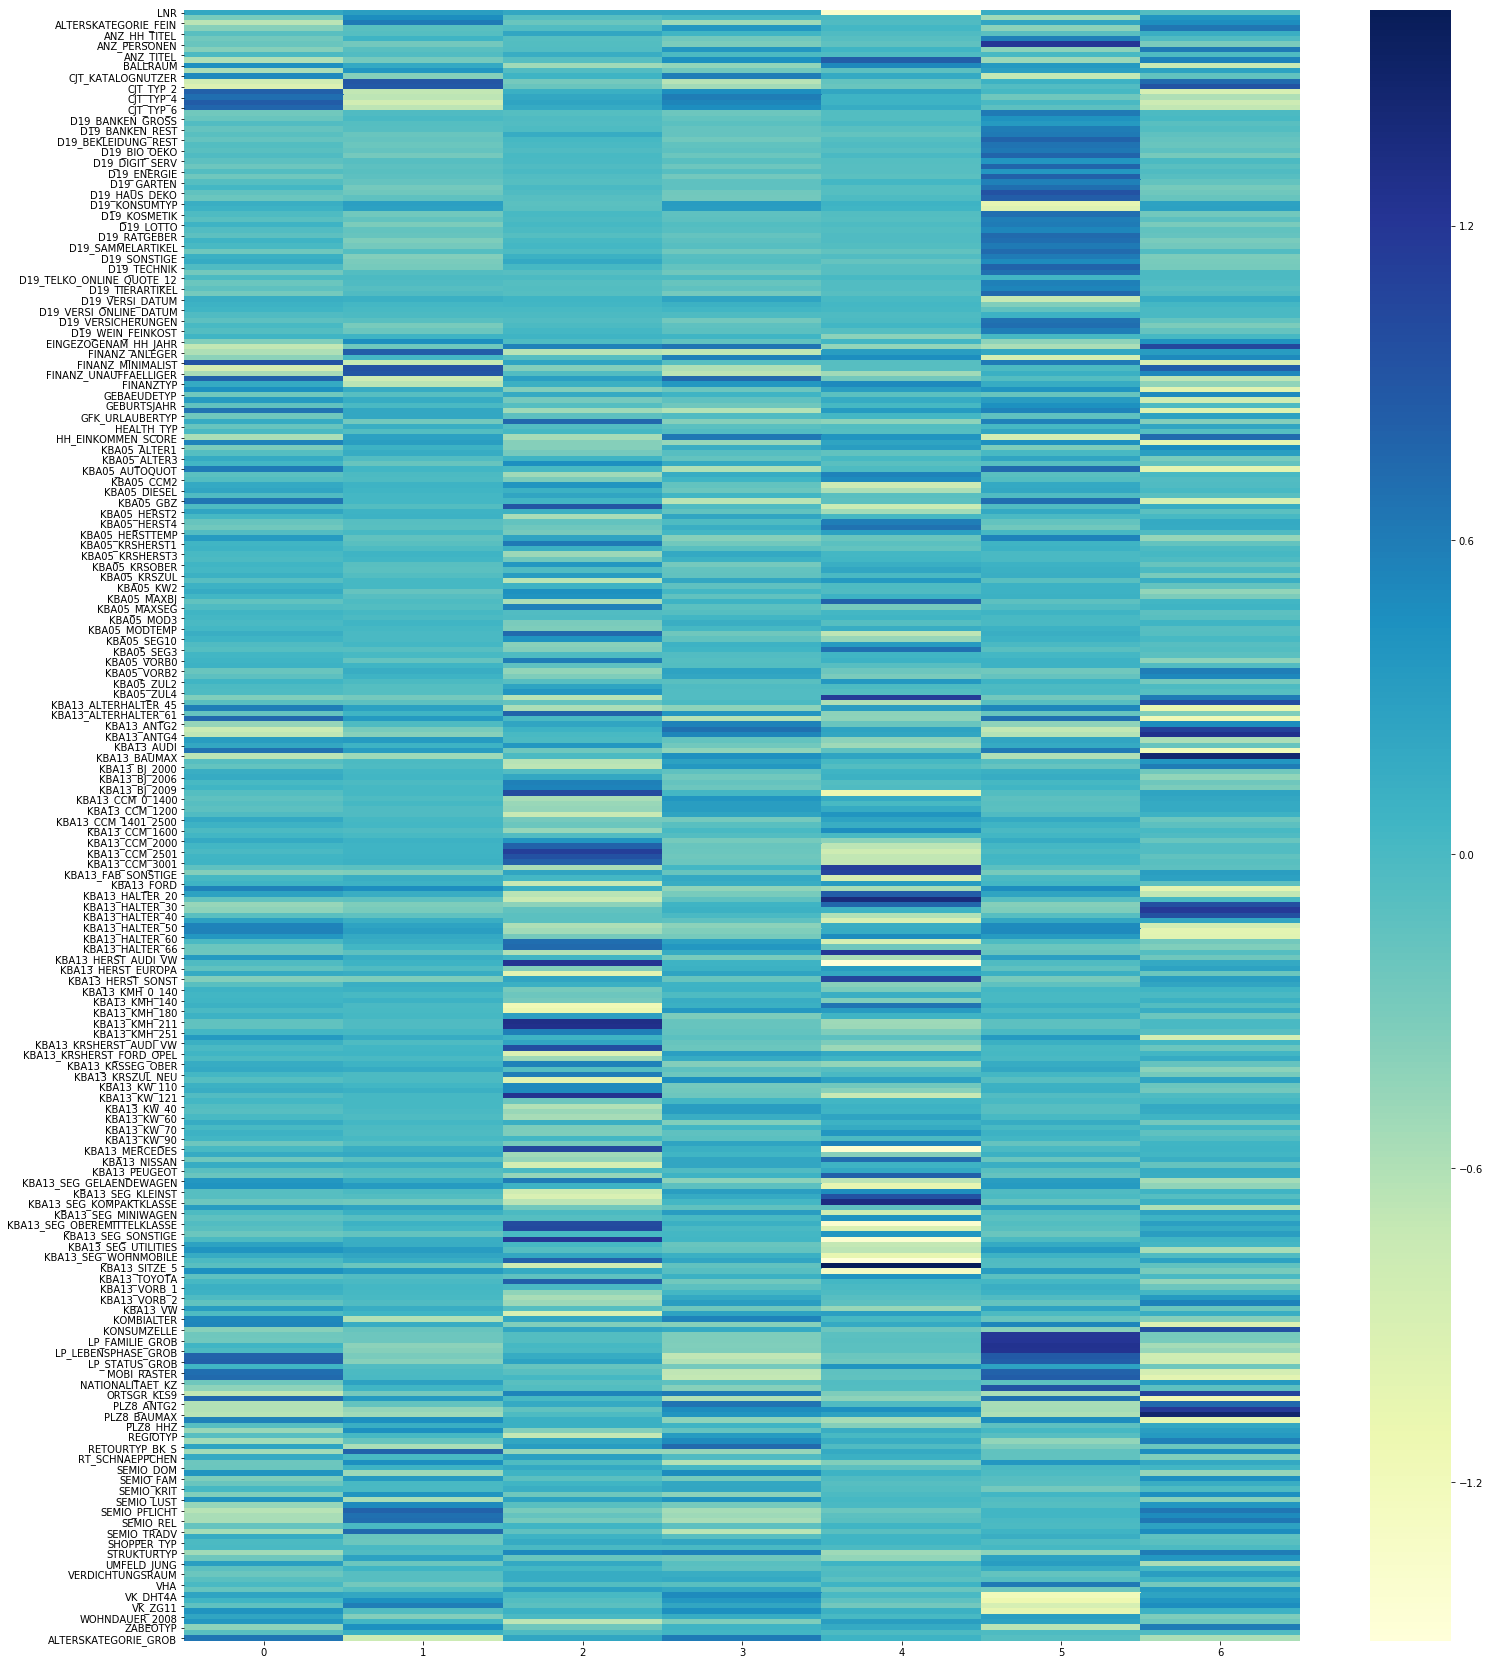 LNR
ALTERSKATEGORIE_FEIN
ANZ_HH_TITEL
ANZ_PERSONEN
ANZ_TITEL
BALLRAUM
CJT_KATALOGNUTZER
CJT_TYP_2
CJT_TYP_4
CJT_TYP_6
D19_BANKEN_GROSS
D19_BANKEN_REST
D19_BEKLEIDUNG_REST
D19_BIO_OEKO
D19_DIGIT_SERV
D19_ENERGIE
D19_GARTEN
D19_HAUS_DEKO
D19_KONSUMTYP
D19_KOSMETIK
D19_LOTTO
D19_RATGEBER
D19_SAMMELARTIKEL
D19_SONSTIGE
D19_TECHNIK
D19_TELKO_ONLINE_QUOTE_12
D19_TIERARTIKEL
D19_VERSI_DATUM
D19_VERSI_ONLINE_DATUM
D19_VERSICHERUNGEN
D19_WEIN_FEINKOST
EINGEZOGENAM_HH_JAHR
FINANZ_ANLEGER
FINANZ_MINIMALIST
FINANZ_UNAUFFAELLIGER
FINANZTYP
GEBAEUDETYP
GEBURTSJAHR
GFK_URLAUBERTYP
HEALTH_TYP
HH_EINKOMMEN_SCORE
KBA05_ALTER1
KBA05_ALTER3
KBA05_AUTOQUOT
KBA05_CCM2
KBA05_DIESEL
KBA05_GBZ
KBA05_HERST2
KBA05_HERST4
KBA05_HERSTTEMP
KBA05_KRSHERST1
KBA05_KRSHERST3
KBA05_KRSOBER
KBA05_KRSZUL
KBA05_KW2
KBA05_MAXBJ
KBA05_MAXSEG
KBA05_MOD3
KBA05_MODTEMP
KBA05_SEG10
KBA05_SEG3
KBA05_VORB0
KBA05_VORB2
KBA05_ZUL2
KBA05_ZUL4
KBA13_ALTERHALTER_45
KBA13_ALTERHALTER_61
KBA13_ANTG2
KBA13_ANTG4
KBA13_AUDI
KBA13_BAUMAX
KBA13_BJ_2000
KBA13_BJ_2006
KBA13_BJ_2009
KBA13_CCM_0_1400
KBA13_CCM_1200
KBA13_CCM_1401_2500
KBA13_CCM_1600
KBA13_CCM_2000
KBA13_CCM_2501
KBA13_CCM_3001
KBA13_FAB_SONSTIGE
KBA13_FORD
KBA13_HALTER_20
KBA13_HALTER_30
KBA13_HALTER_40
KBA13_HALTER_50
KBA13_HALTER_60
KBA13_HALTER_66
KBA13_HERST_AUDI_VW
KBA13_HERST_EUROPA
KBA13_HERST_SONST
KBA13_KMH_0_140
KBA13_KMH_140
KBA13_KMH_180
KBA13_KMH_211
KBA13_KMH_251
KBA13_KRSHERST_AUDI_VW
KBA13_KRSHERST_FORD_OPEL
KBA13_KRSSEG_OBER
KBA13_KRSZUL_NEU
KBA13_KW_110
KBA13_KW_121
KBA13_KW_40
KBA13_KW_60
KBA13_KW_70
KBA13_KW_90
KBA13_MERCEDES
KBA13_NISSAN
KBA13_PEUGEOT
KBA13_SEG_GELAENDEWAGEN
KBA13_SEG_KLEINST
KBA13_SEG_KOMPAKTKLASSE
KBA13_SEG_MINIWAGEN
KBA13_SEG_OBEREMITTELKLASSE
KBA13_SEG_SONSTIGE
KBA13_SEG_UTILITIES
KBA13_SEG_WOHNMOBILE
KBA13_SITZE_5
KBA13_TOYOTA
KBA13_VORB_1
KBA13_VORB_2
KBA13_VW
KOMBIALTER
KONSUMZELLE
LP_FAMILIE_GROB
LP_LEBENSPHASE_GROB
LP_STATUS_GROB
MOBI_RASTER
NATIONALITAET_KZ
ORTSGR_KLS9
PLZ8_ANTG2
PLZ8_BAUMAX
PLZ8_HHZ
REGIOTYP
RETOURTYP_BK_S
RT_SCHNAEPPCHEN
SEMIO_DOM
SEMIO_FAM
SEMIO_KRIT
SEMIO_LUST
SEMIO_PFLICHT
SEMIO_REL
SEMIO_TRADV
SHOPPER_TYP
STRUKTURTYP
UMFELD_JUNG
VERDICHTUNGSRAUM
VHA
VK_DHT4A
VK_ZG11
WOHNDAUER_2008
ZABEOTYP
ALTERSKATEGORIE_GROB
0 1 2 3 4 5 6
1.2
0.6
0.0
−0.6
−1.2